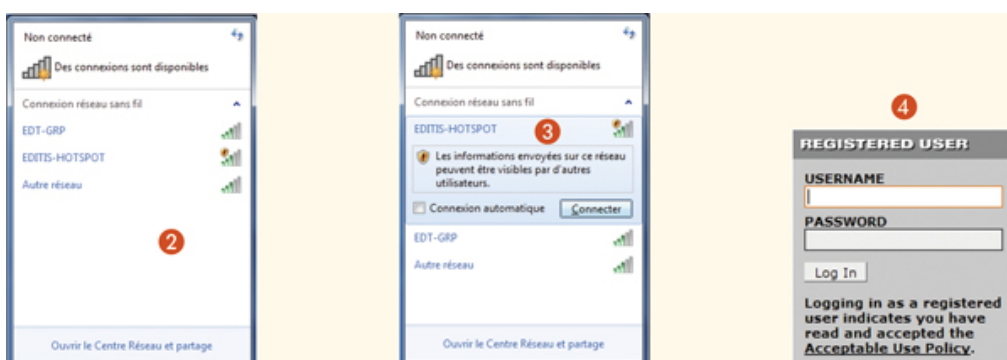 Non connecté
Des connexions sont disponibles
Connexion réseau sans fil
EDT-GRP
EDITIS-HOTSPOT
Autre réseau
2
Ouvrir le Centre Réseau et partage
Non connecté
Des connexions sont disponibles
Connexion réseau sans fil
EDITIS-HOTSPOT
3
Les informations envoyées sur ce réseau
peuvent être visibles par d'autres
utilisateurs.
Connexion automatique Connecter
EDT-GRP
Autre réseau
Ouvrir le Centre Réseau et partage
4
REGISTERED USER
USERNAME
PASSWORD
Log In
Logging in as a registered
user indicates you have
read and accepted the
Acceptable Use Policy.